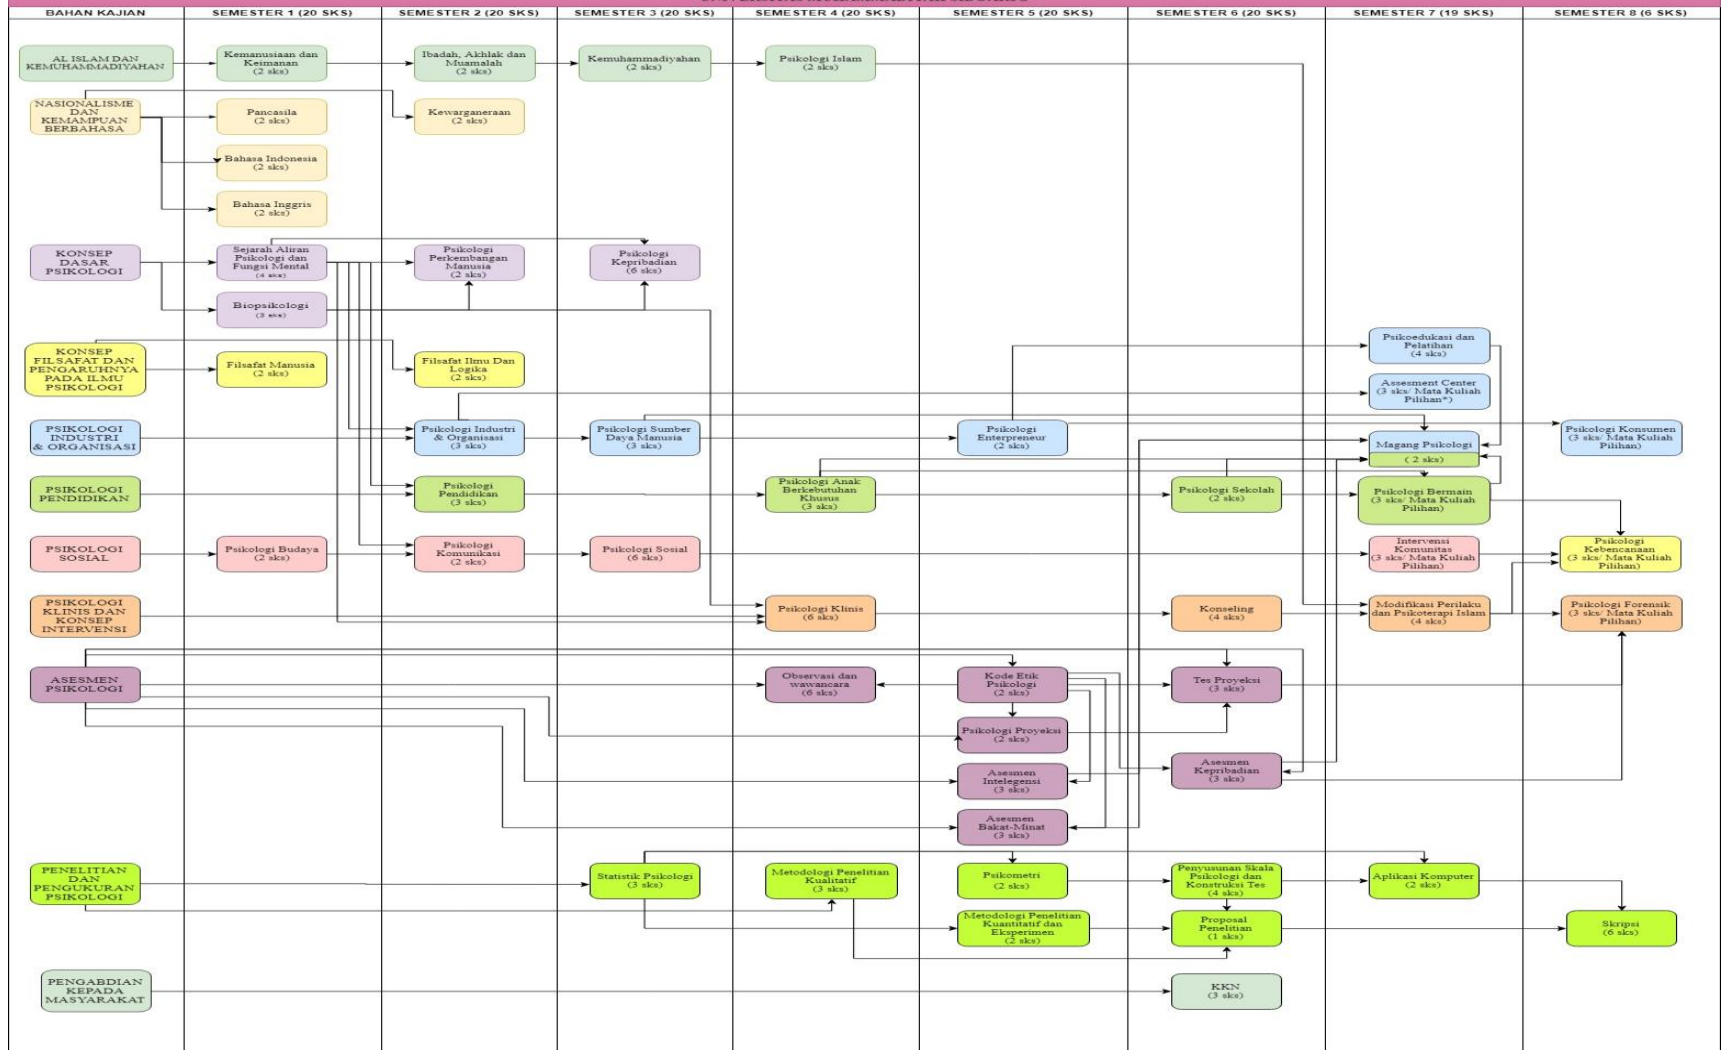 BAHAN KAJIAN
SEMESTER 1 (20 SKS)
SEMESTER 2 (20 SKS)
SEMESTER 3 (20 SKS)
SEMESTER 4 (20 SKS)
SEMESTER 5 (20 SKS)
SEMESTER 6 (20 SKS)
SEMESTER 7 (19 SKS)
SEMESTER 8 (6 SKS)
AL ISLAM DAN
KEMUHAMMADIYAHAN
Kemanusiaan dan
Keimanan
(2 sks)
Ibadah, Akhlak dan
Muamalah
(2 sks)
Kemuhammadiyahan
(2 sks)
Psikologi Islam
(2 sks)
NASIONALISME
DAN
KEMAMPUAN
BERBAHASA
Pancasila
(2 sks)
Kewarganeraan
(2 sks)
Bahasa Indonesia
(2 sks)
Bahasa Inggris
(2 sks)
KONSEP
DASAR
PSIKOLOGI
Sejarah Aliran
Psikologi dan
Fungsi Mental
(4 sks)
Psikologi
Perkembangan
Manusia
(2 sks)
Psikologi
Kepribadian
(6 sks)
Biopsikologi
(3 sks)
KONSEP
FILSAFAT DAN
PENGARUHNYA
PADA ILMU
PSIKOLOGI
Filsafat Manusia
(2 sks)
Filsafat Ilmu Dan
Logika
(2 sks)
Psikoedukasi dan
Pelatihan
(4 sks)
Assesment Center
(3 sks/ Mata Kuliah
Pilihan*)
PSIKOLOGI
INDUSTRI
& ORGANISASI
Psikologi Industri
& Organisasi
(3 sks)
Psikologi Sumber
Daya Manusia
(3 sks)
Psikologi
Enterpreneur
(2 sks)
Magang Psikologi
( 2 sks)
Psikologi Konsumen
(3 sks/ Mata Kuliah
Pilihan)
PSIKOLOGI
PENDIDIKAN
Psikologi
Pendidikan
(3 sks)
Psikologi Anak
Berkebutuhan
Khusus
(3 sks)
Psikologi Sekolah
(2 sks)
Psikologi Bermain
(3 sks/ Mata Kuliah
Pilihan)
PSIKOLOGI
SOSIAL
Psikologi Budaya
(2 sks)
Psikologi
Komunikasi
(2 sks)
Psikologi Sosial
(6 sks)
Intervensi
Komunitas
(3 sks/ Mata Kuliah
Pilihan)
Psikologi
Kebencanaan
(3 sks/ Mata Kuliah
Pilihan)
PSIKOLOGI
KLINIS DAN
KONSEP
INTERVENSI
Psikologi Klinis
(6 sks)
Konseling
(4 sks)
Modifikasi Perilaku
dan Psikoterapi Islam
(4 sks)
Psikologi Forensik
(3 sks/ Mata Kuliah
Pilihan)
ASESMEN
PSIKOLOGI
Observasi dan
wawancara
(6 sks)
Kode Etik
Psikologi
(2 sks)
Tes Proyeksi
(3 sks)
Psikologi Proyeksi
(2 sks)
Asesmen
Intelegensi
(3 sks)
Asesmen
Kepribadian
(3 sks)
Asesmen
Bakat-Minat
(3 sks)
PENELITIAN
DAN
PENGUKURAN
PSIKOLOGI
Statistik Psikologi
(3 sks)
Metodologi Penelitian
Kualitatif
(3 sks)
Psikometri
(2 sks)
Penyusunan Skala
Psikologi dan
Konstruksi Tes
(4 sks)
Aplikasi Komputer
(2 sks)
Metodologi Penelitian
Kuantitatif dan
Eksperimen
(2 sks)
Proposal
Penelitian
(1 sks)
Skripsi
(6 sks)
PENGABDIAN
KEPADA
MASYARAKAT
KKN
(3 sks)